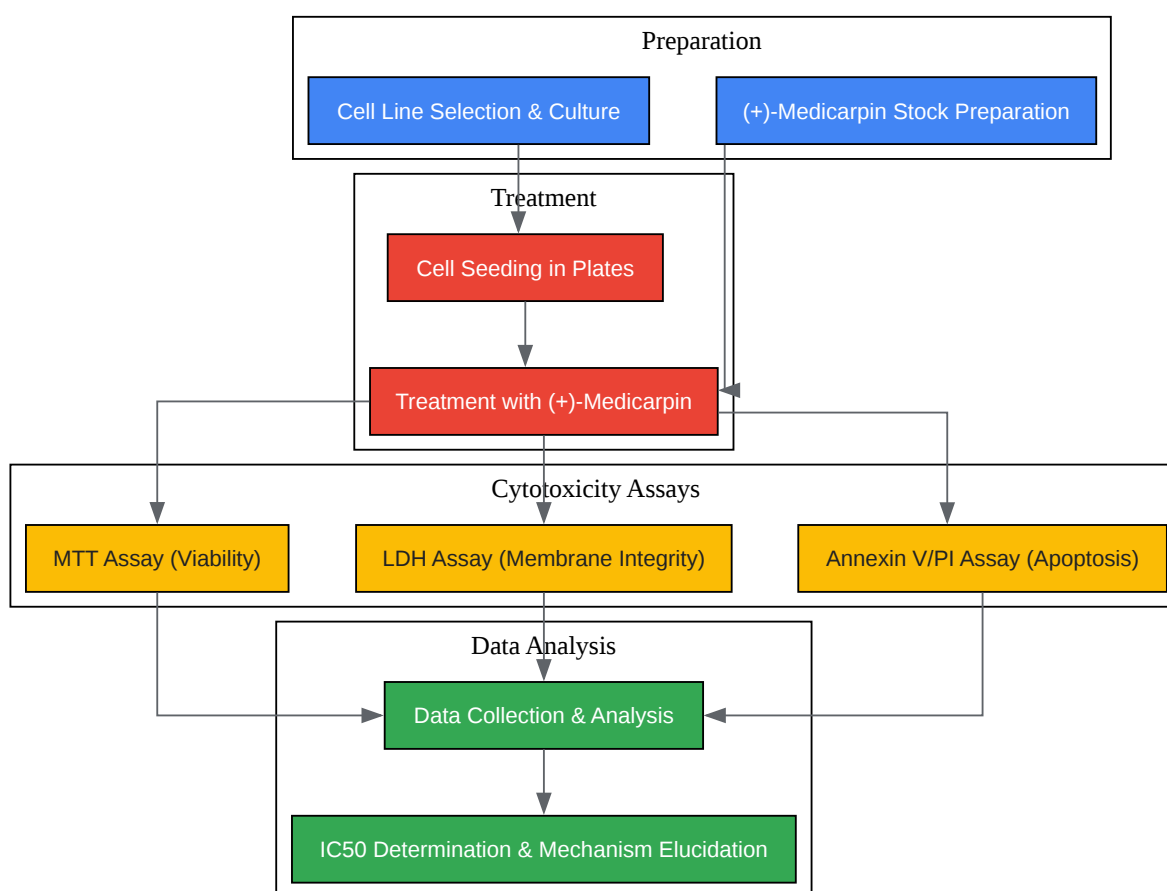 Preparation
Cell Line Selection & Culture
(+)-Medicarpin Stock Preparation
Treatment
Cell Seeding in Plates
Treatment with (+)-Medicarpin
Cytotoxicity Assays
MTT Assay (Viability)
LDH Assay (Membrane Integrity)
Annexin V/PI Assay (Apoptosis)
Data Analysis
Data Collection & Analysis
IC50 Determination & Mechanism Elucidation